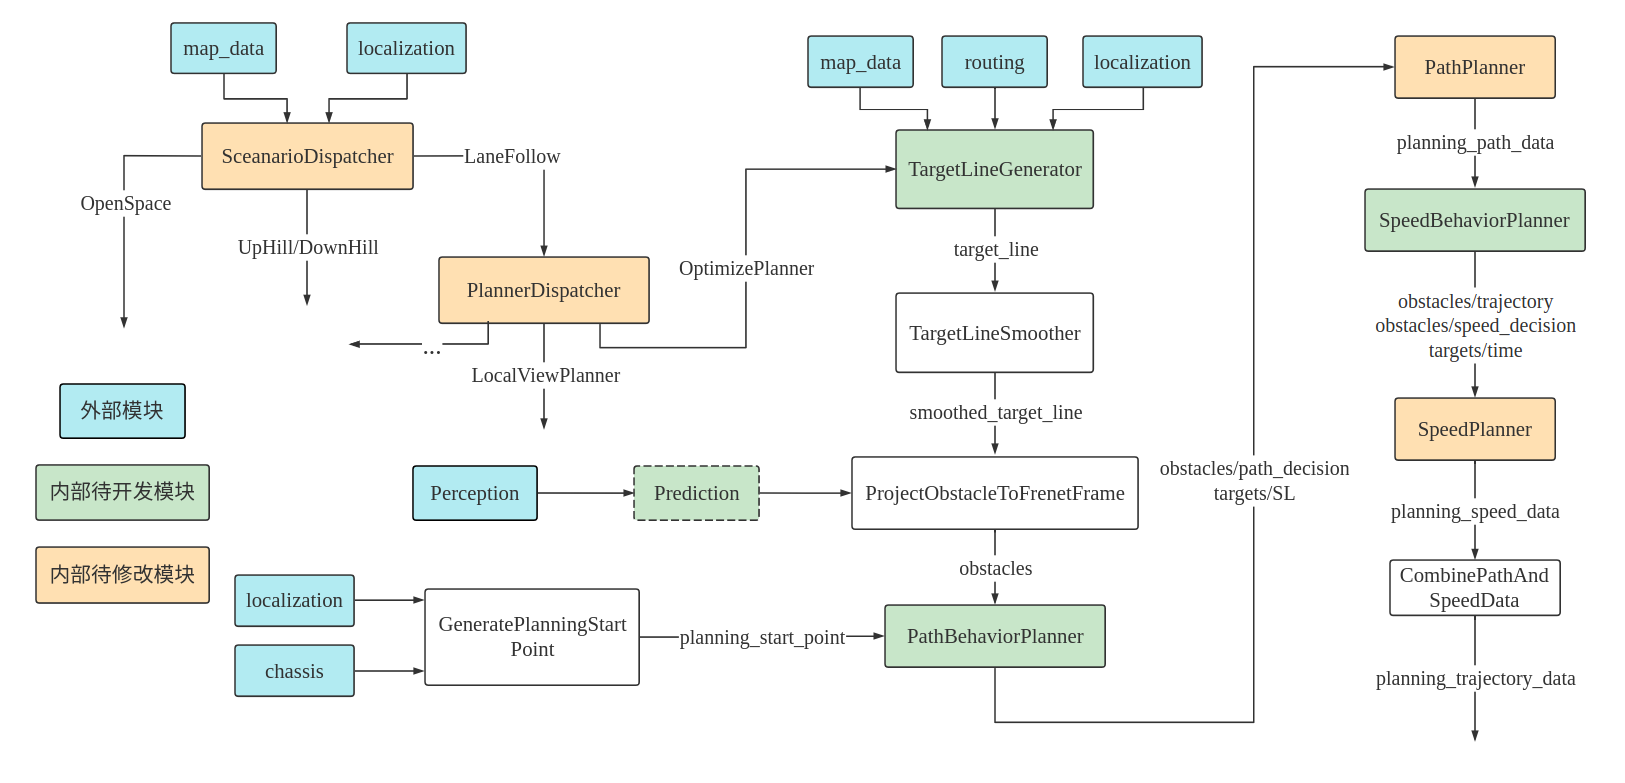 map_data
localization
SceanarioDispatcher
LaneFollow
OpenSpace
UpHill/DownHill
PlannerDispatcher
...
LocalViewPlanner
OptimizePlanner
外部模块
内部待开发模块
内部待修改模块
map_data
routing
localization
TargetLineGenerator
target_line
TargetLineSmoother
smoothed_target_line
Perception
Prediction
ProjectObstacleToFrenetFrame
obstacles
localization
chassis
GeneratePlanningStart
Point
planning_start_point
PathBehaviorPlanner
obstacles/path_decision
targets/SL
PathPlanner
planning_path_data
SpeedBehaviorPlanner
obstacles/trajectory
obstacles/speed_decision
targets/time
SpeedPlanner
planning_speed_data
CombinePathAnd
SpeedData
planning_trajectory_data